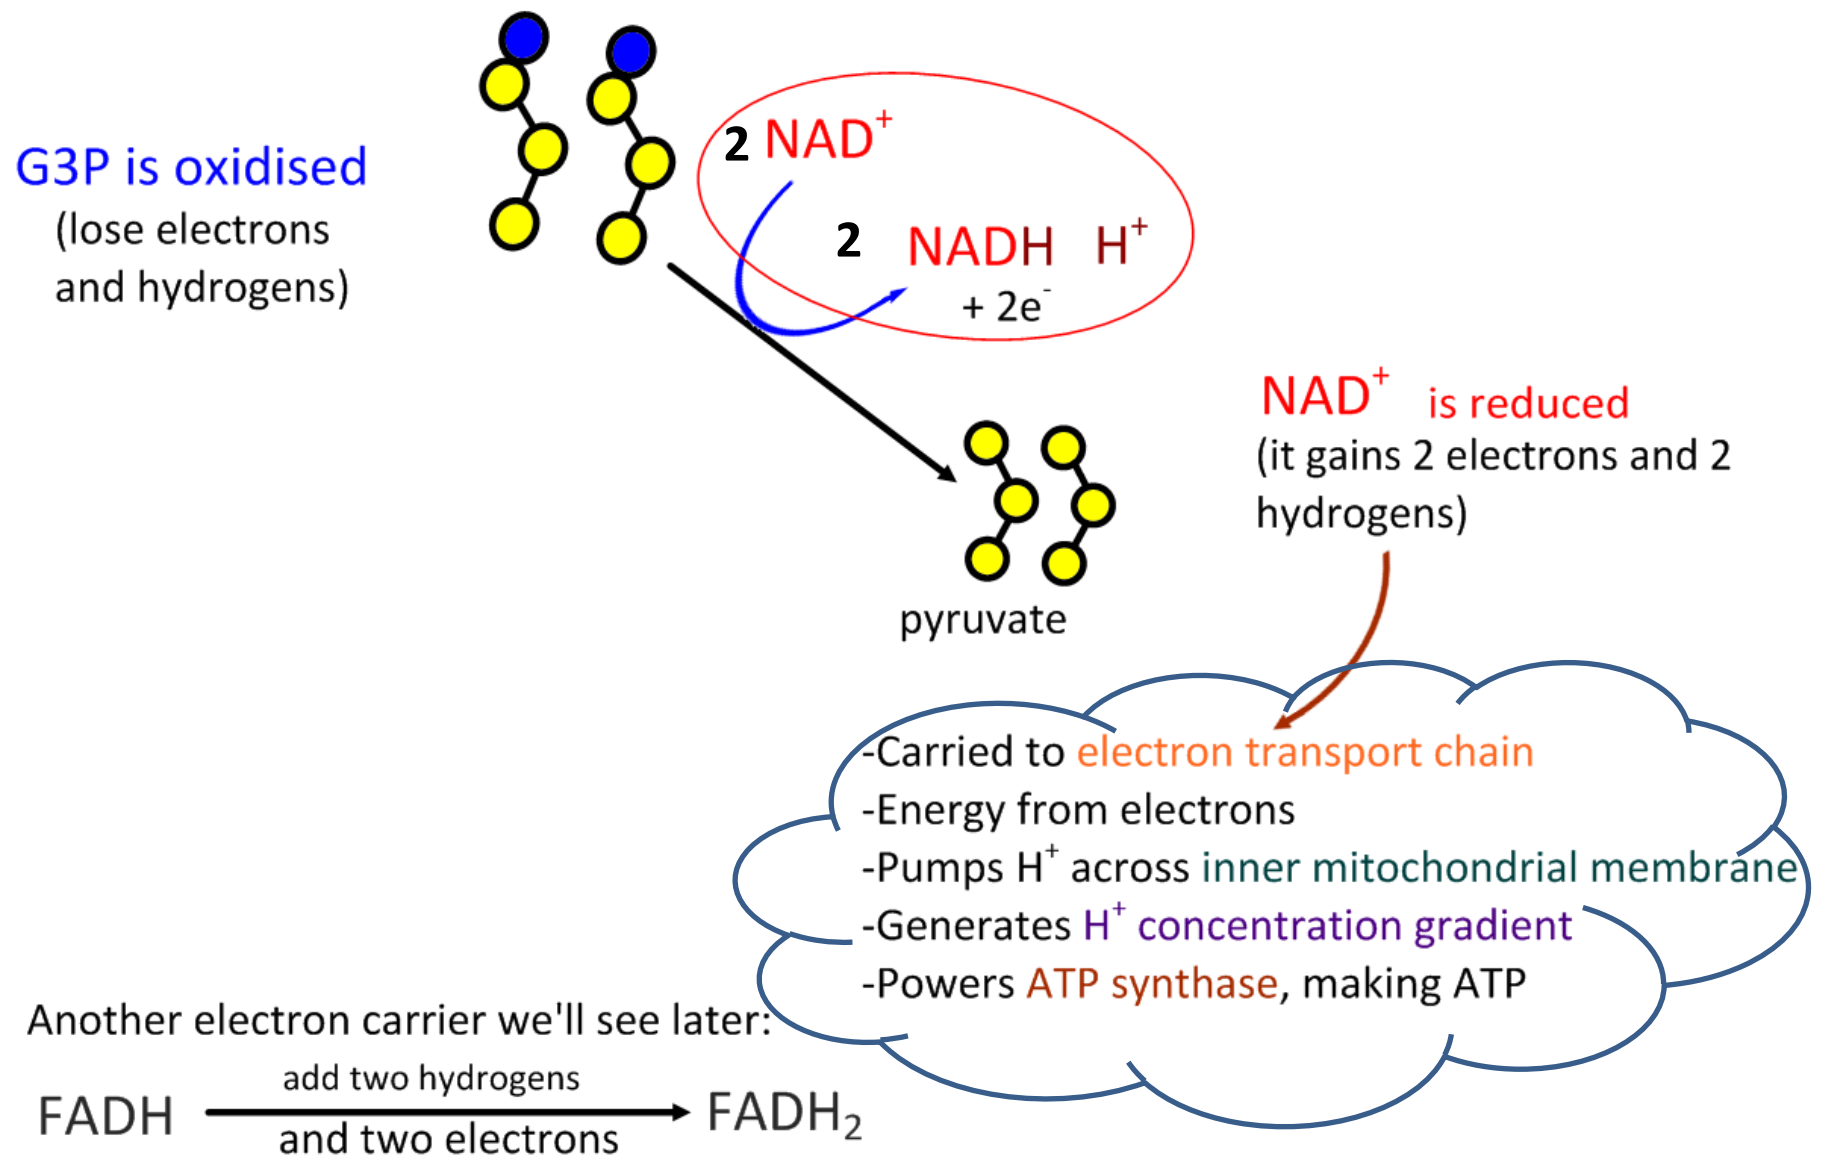 G3P is oxidised
(lose electrons
and hydrogens)
2 NAD⁺
2 NADH H⁺
+ 2e⁻
pyruvate
NAD⁺ is reduced
(it gains 2 electrons and 2
hydrogens)
-Carried to electron transport chain
-Energy from electrons
-Pumps H⁺ across inner mitochondrial membrane
-Generates H⁺ concentration gradient
-Powers ATP synthase, making ATP
Another electron carrier we'll see later:
add two hydrogens
FADH FADH₂
and two electrons